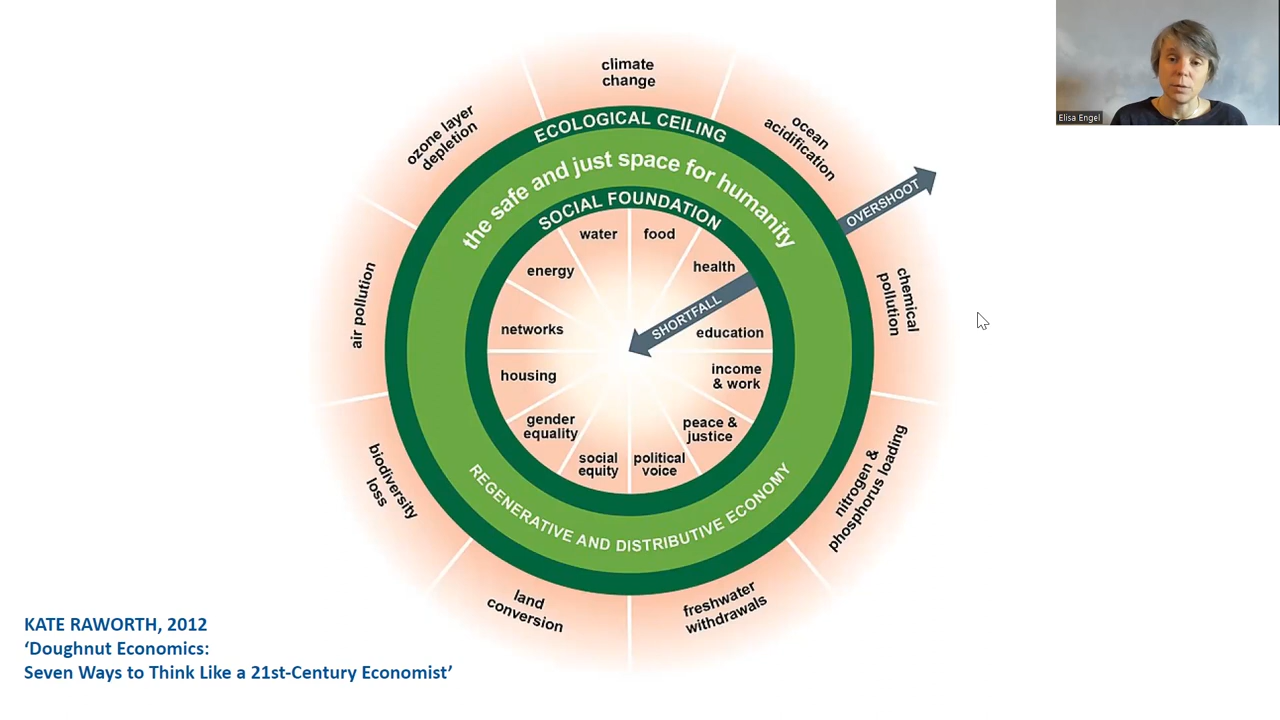 climate
change
ozone layer
depletion
ocean
acidification
ECOLOGICAL CEILING
the safe and just space for humanity
SOCIAL FOUNDATION
OVERSHOOT
water
food
energy
health
SHORTFALL
networks
education
housing
income
& work
gender
equality
peace &
justice
social
equity
political
voice
air pollution
chemical
pollution
REGENERATIVE AND DISTRIBUTIVE ECONOMY
biodiversity
loss
nitrogen &
phosphorus loading
land
conversion
freshwater
withdrawals
KATE RAWORTH, 2012
‘Doughnut Economics:
Seven Ways to Think Like a 21st-Century Economist’
Elisa Engel